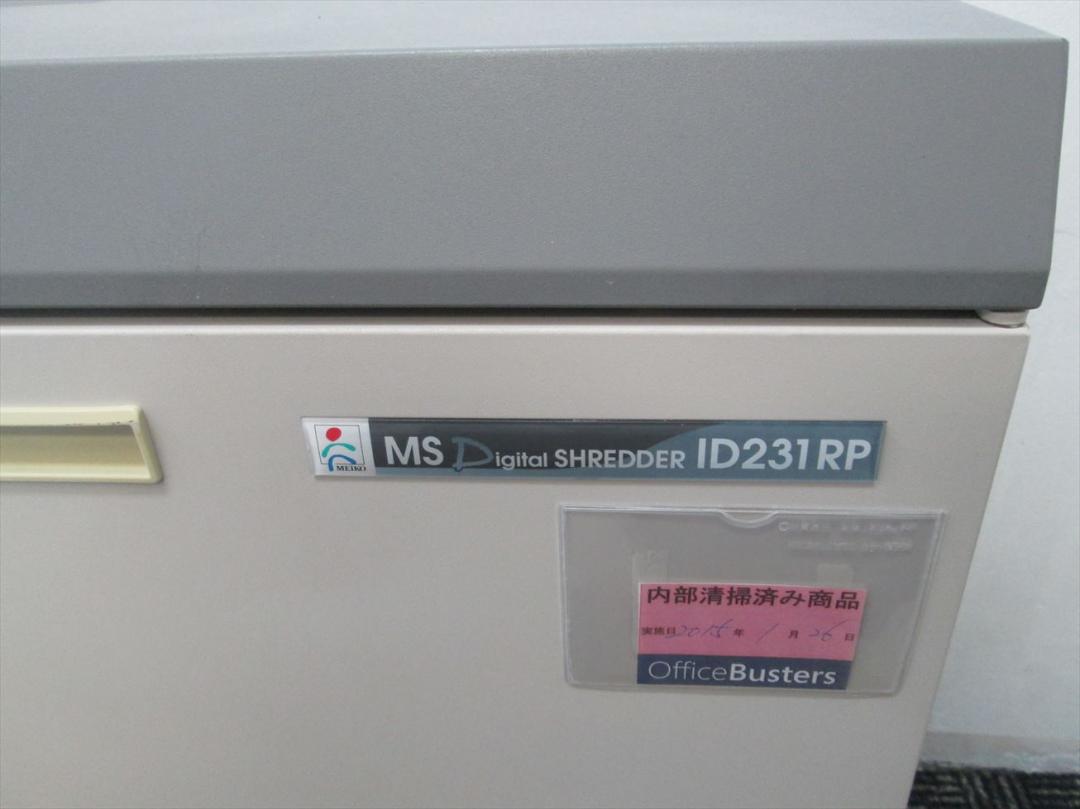 MEIKO
MS Digital SHREDDER ID231RP
内部清掃済み商品
実施日 2015 年 1 月 26 日
OfficeBusters